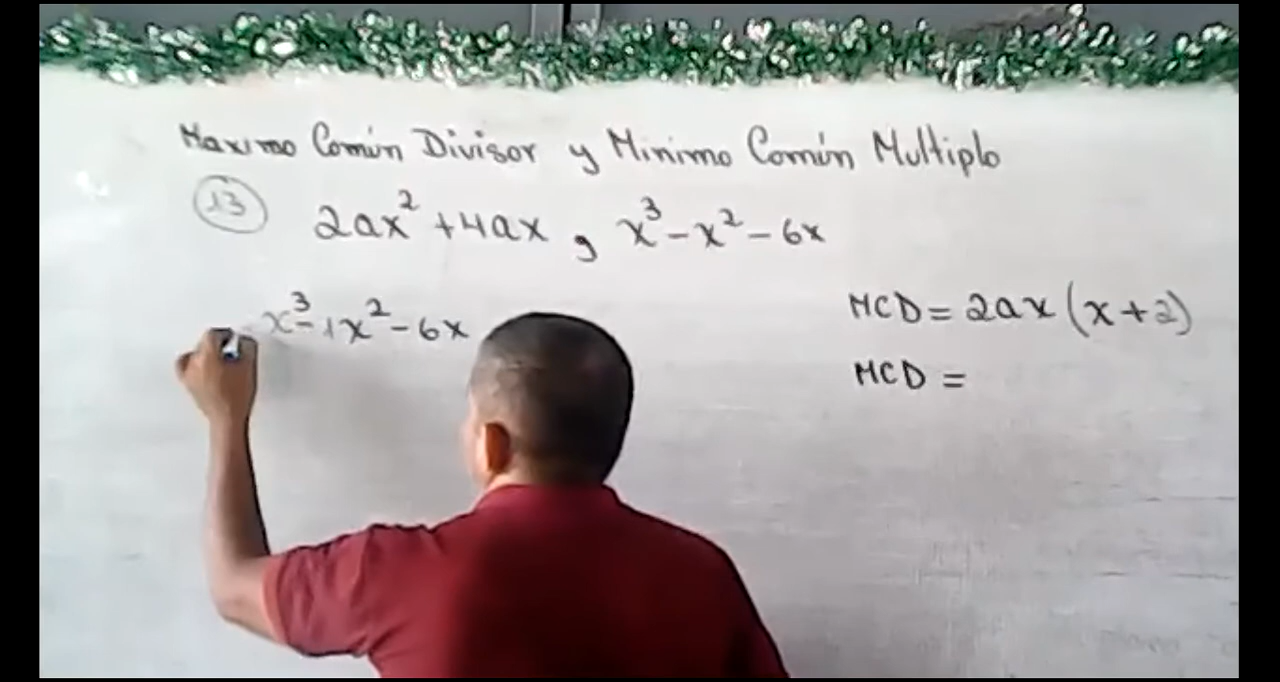 Maximo Común Divisor y Minimo Común Multiplo
13 2ax² + 4ax , x³ - x² - 6x
x³ - 1x² - 6x
MCD = 2ax (x + 2)
MCD =